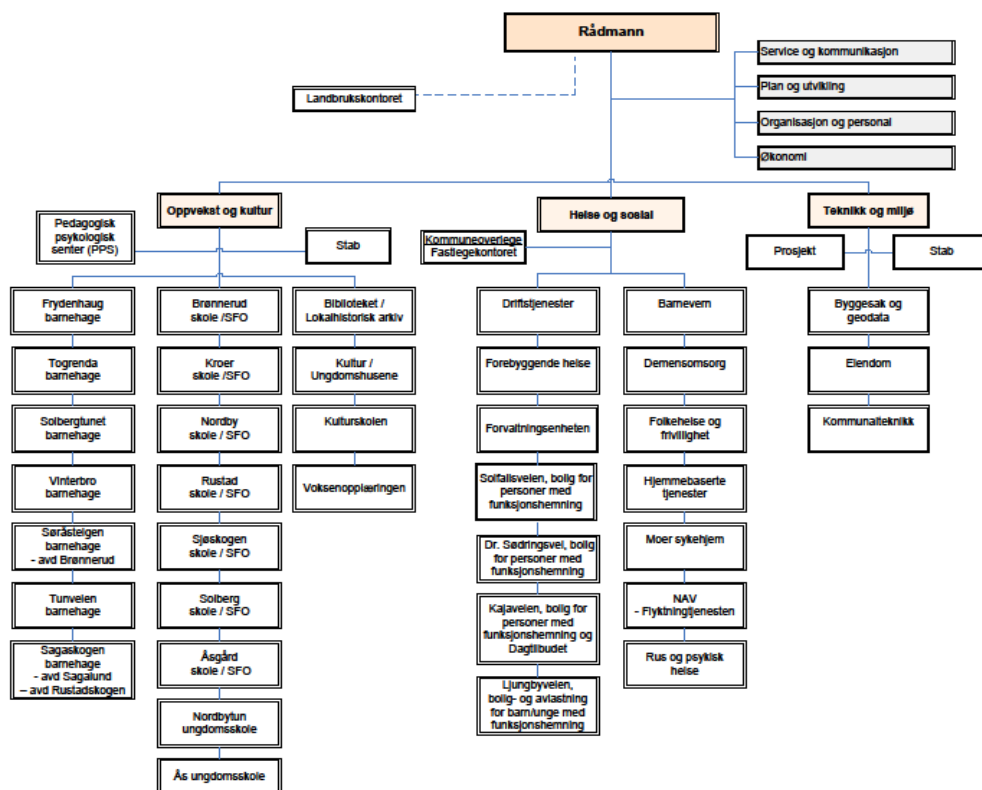 Rådmann
Service og kommunikasjon
Plan og utvikling
Organisasjon og personal
Økonomi
Landbrukskontoret
Oppvekst og kultur
Helse og sosial
Teknikk og miljø
Pedagogisk
psykologisk
senter (PPS)
Stab
Kommuneoverlege
Fastlegekontoret
Prosjekt
Stab
Frydenhaug
barnehage
Togrenda
barnehage
Solbergtunet
barnehage
Vinterbro
barnehage
Søråsteigen
barnehage
- avd Brønnerud
Tunveien
barnehage
Sagaskogen
barnehage
- avd Sagalund
– avd Rustadskogen
Brønnerud
skole /SFO
Kroer
skole /SFO
Nordby
skole / SFO
Rustad
skole / SFO
Sjøskogen
skole / SFO
Solberg
skole / SFO
Åsgård
skole / SFO
Nordbytun
ungdomsskole
Ås ungdomsskole
Biblioteket /
Lokalhistorisk arkiv
Kultur /
Ungdomshusene
Kulturskolen
Voksenopplæringen
Driftstjenester
Forebyggende helse
Forvaltningsenheten
Solfallsveien, bolig for
personer med
funksjonshemning
Dr. Sødringsvei, bolig
for personer med
funksjonshemning
Kajaveien, bolig for
personer med
funksjonshemning og
Dagtilbudet
Ljungbyveien,
bolig- og avlastning
for barn/unge med
funksjonshemning
Barnevern
Demensomsorg
Folkehelse og
frivillighet
Hjemmebaserte
tjenester
Moer sykehjem
NAV
- Flyktningtjenesten
Rus og psykisk
helse
Byggesak og
geodata
Eiendom
Kommunalteknikk